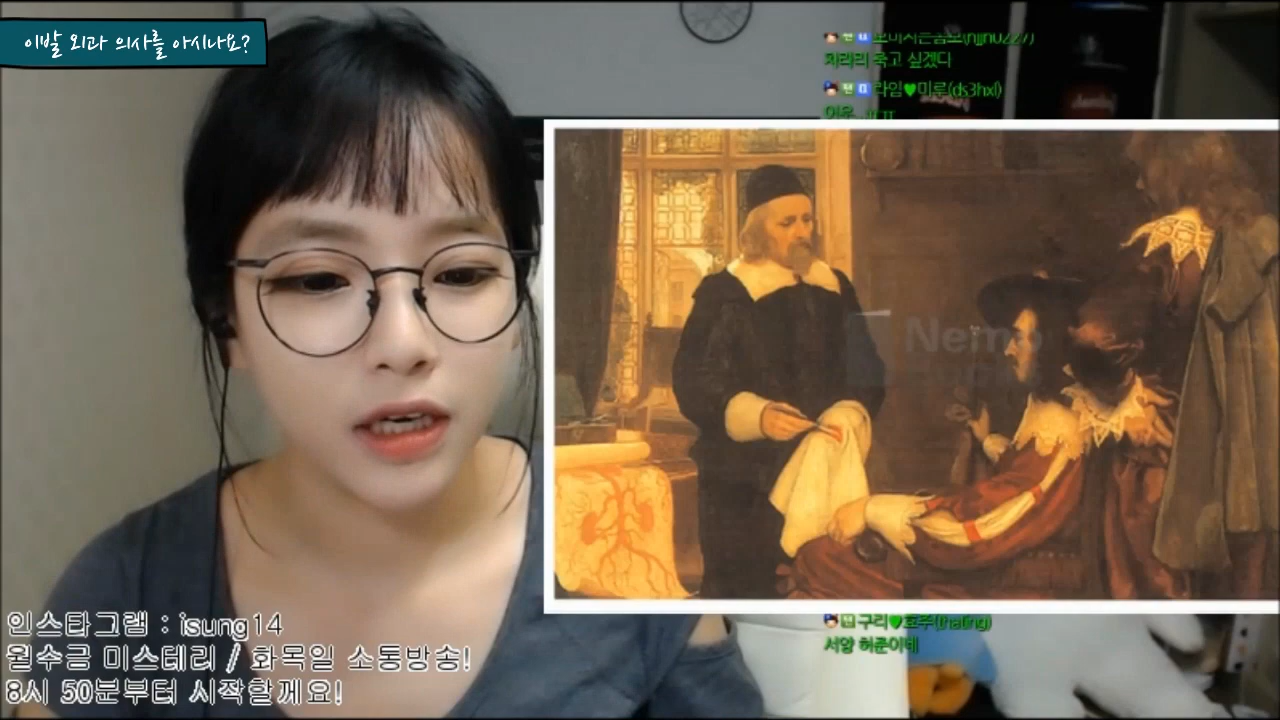 이발 외과 의사를 아시나요?
차라리 죽고 싶겠다
라임♥미루(ds3hxl)
Nemo
인스타그램 : isung14
월수금 미스테리 / 화목일 소통방송!
8시 50분부터 시작할께요!
구리♥효주(thafing)
서양 허준이네